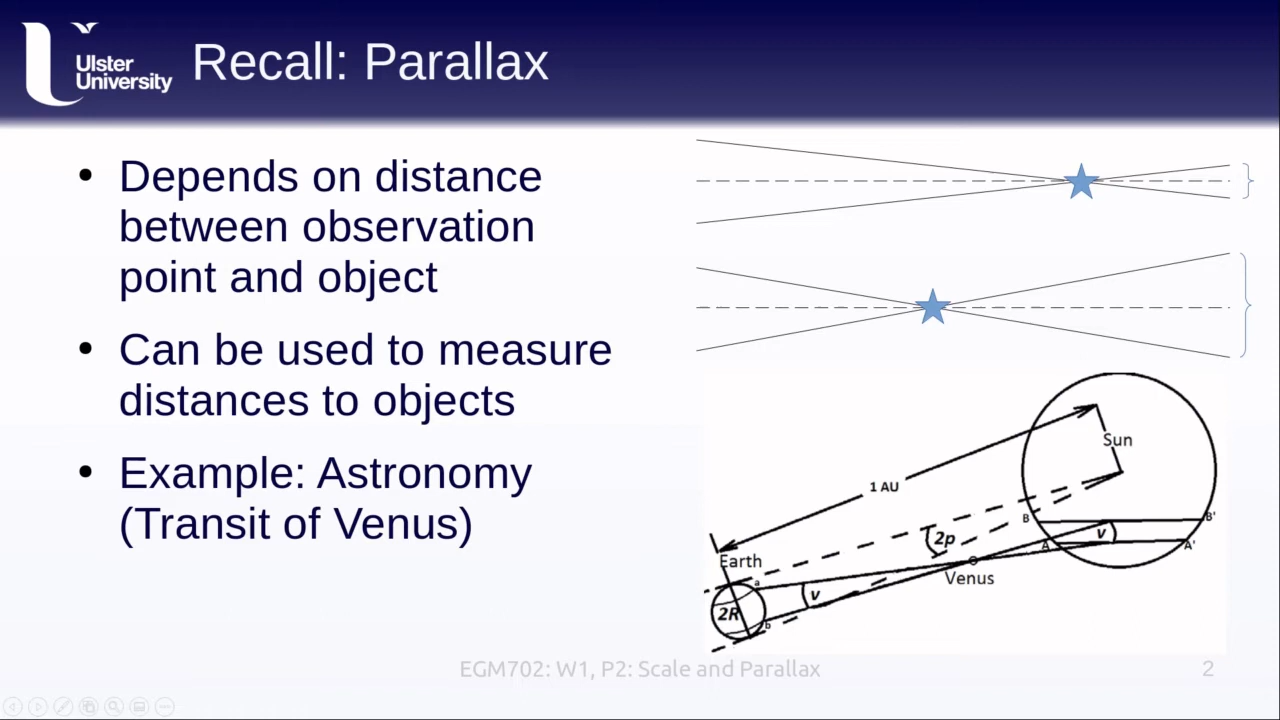 Ulster
University
Recall: Parallax
• Depends on distance
between observation
point and object
• Can be used to measure
distances to objects
• Example: Astronomy
(Transit of Venus)
Sun
1 AU
B
B'
2p
v
A
A'
Earth
Venus
a
v
2R
b
EGM702: W1, P2: Scale and Parallax
2